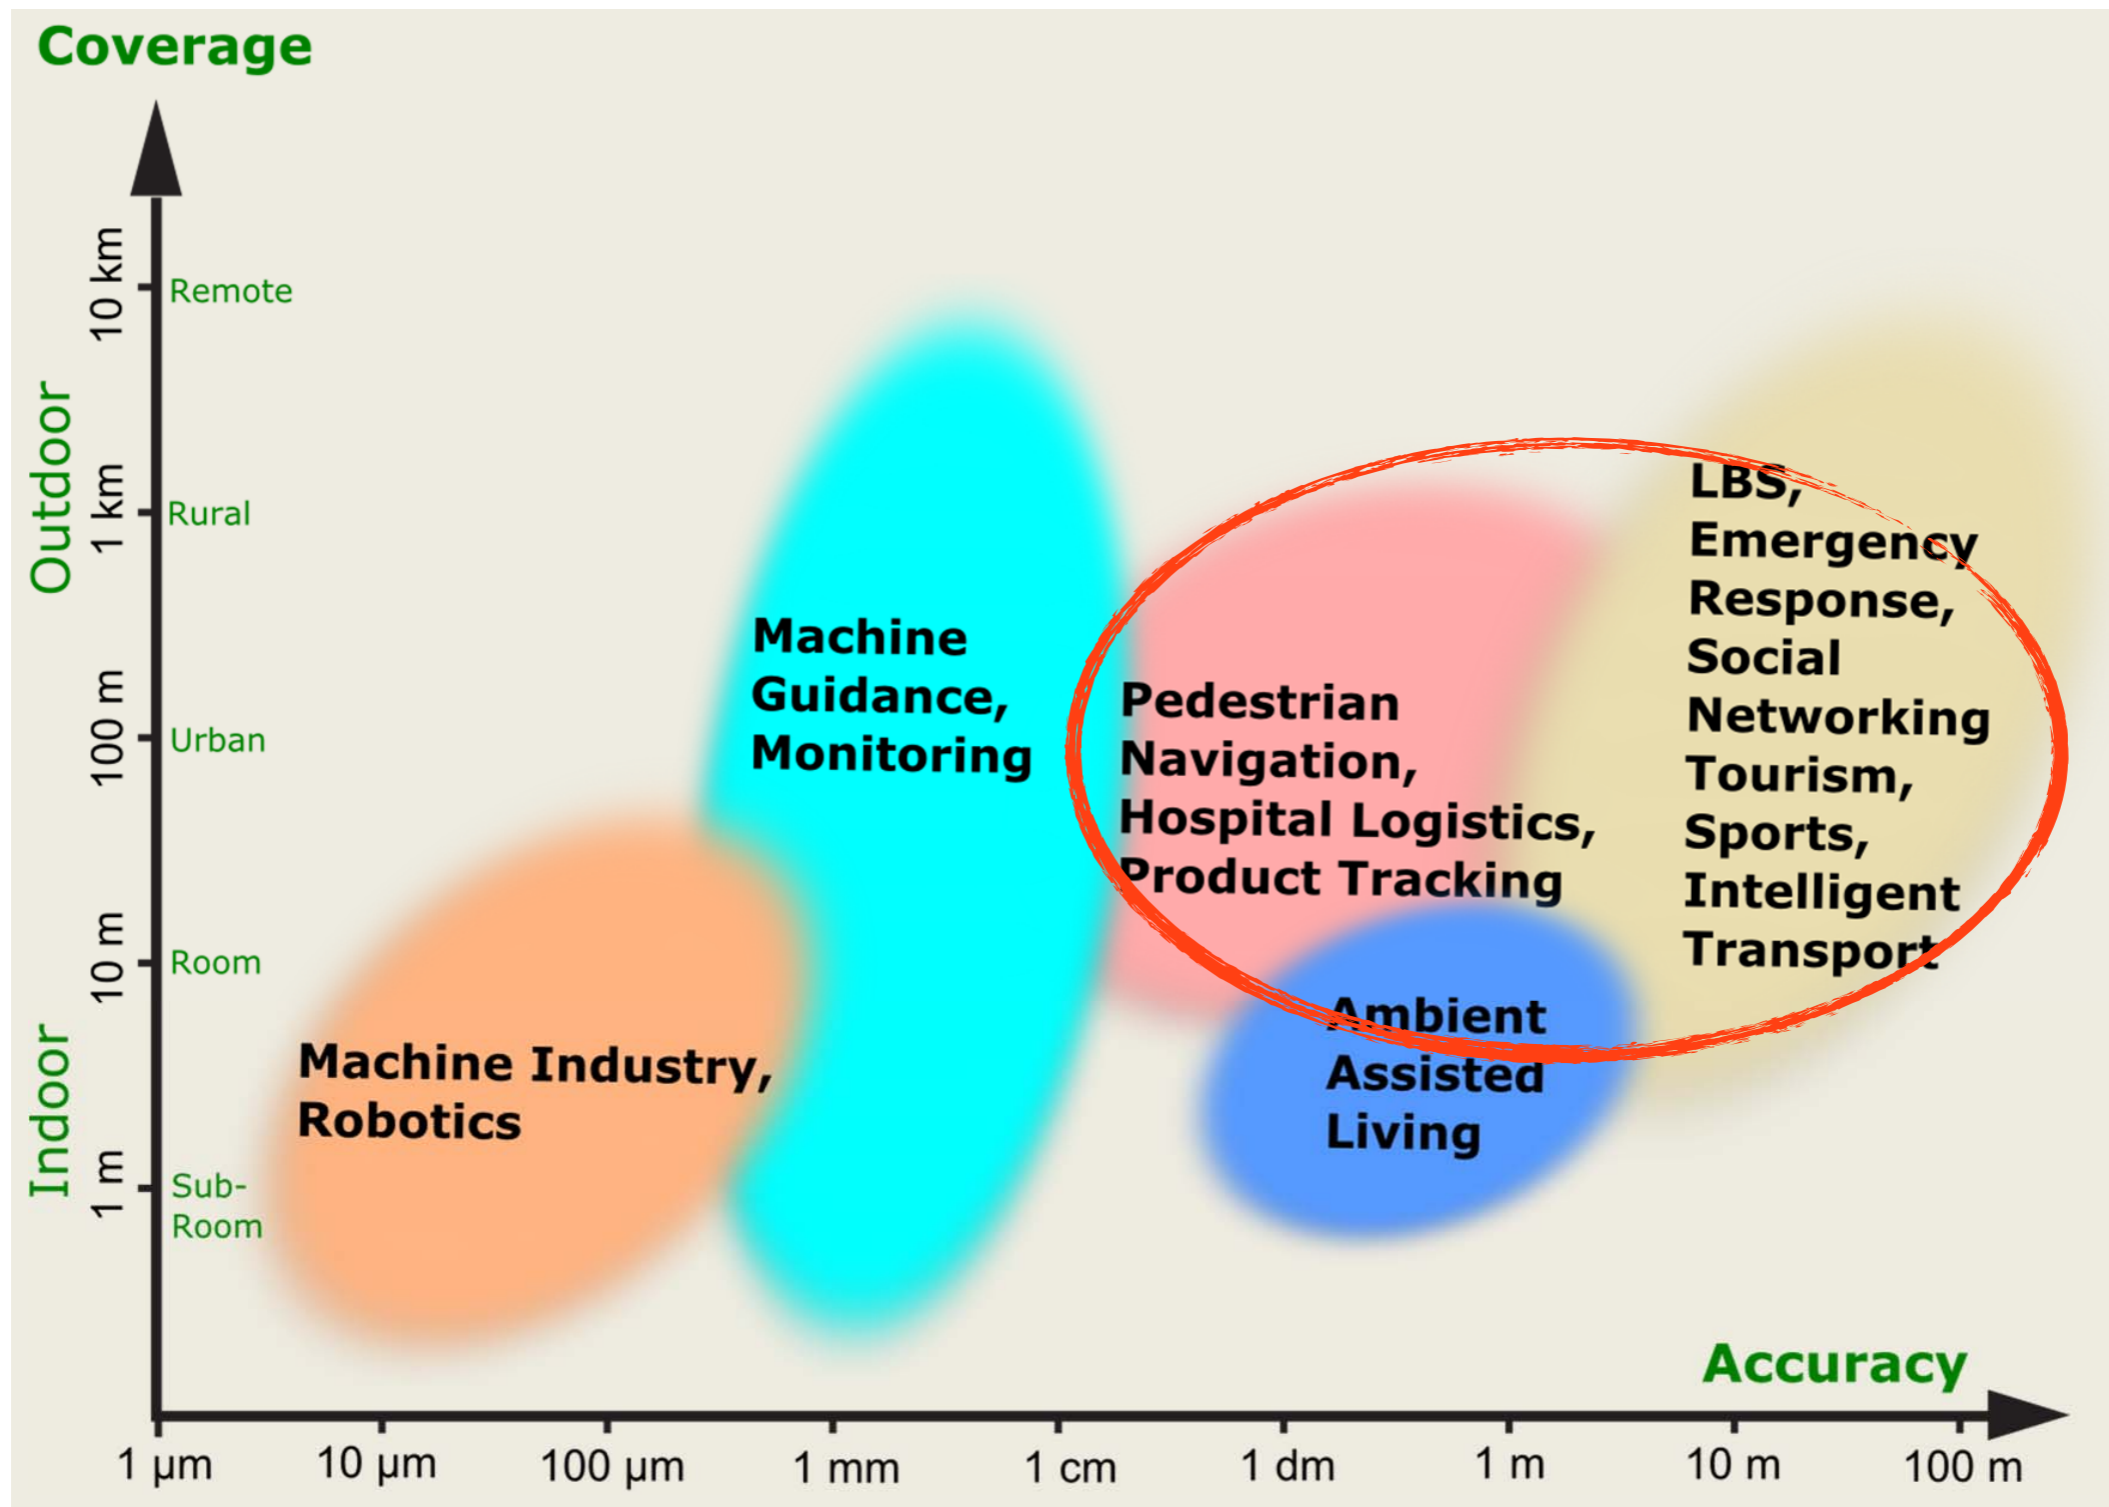 Coverage
10 km
Remote
Outdoor
1 km
Rural
100 m
Urban
10 m
Room
Indoor
1 m
Sub-
Room
Machine
Guidance,
Monitoring
Machine Industry,
Robotics
Pedestrian
Navigation,
Hospital Logistics,
Product Tracking
Ambient
Assisted
Living
LBS,
Emergency
Response,
Social
Networking
Tourism,
Sports,
Intelligent
Transport
Accuracy
1 µm
10 µm
100 µm
1 mm
1 cm
1 dm
1 m
10 m
100 m